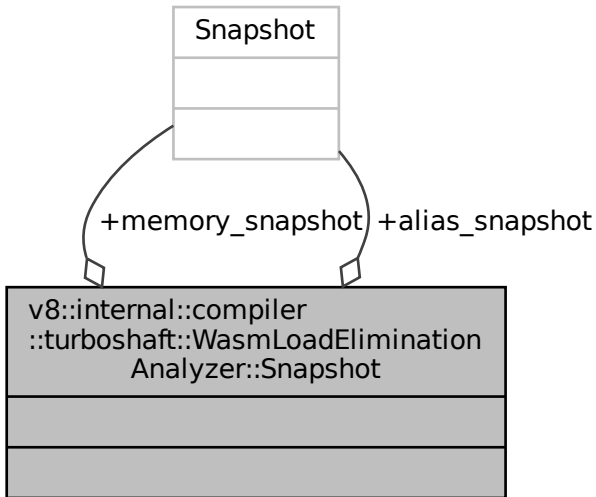 Snapshot
+memory_snapshot
+alias_snapshot
v8::internal::compiler
::turboshaft::WasmLoadElimination
Analyzer::Snapshot